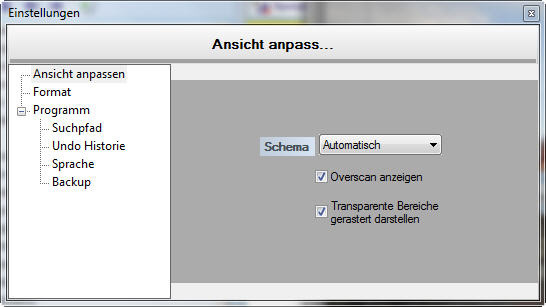 Einstellungen
Ansicht anpass...
Ansicht anpassen
Format
Programm
Suchpfad
Undo Historie
Sprache
Backup
Schema
Automatisch
Overscan anzeigen
Transparente Bereiche
gerastert darstellen